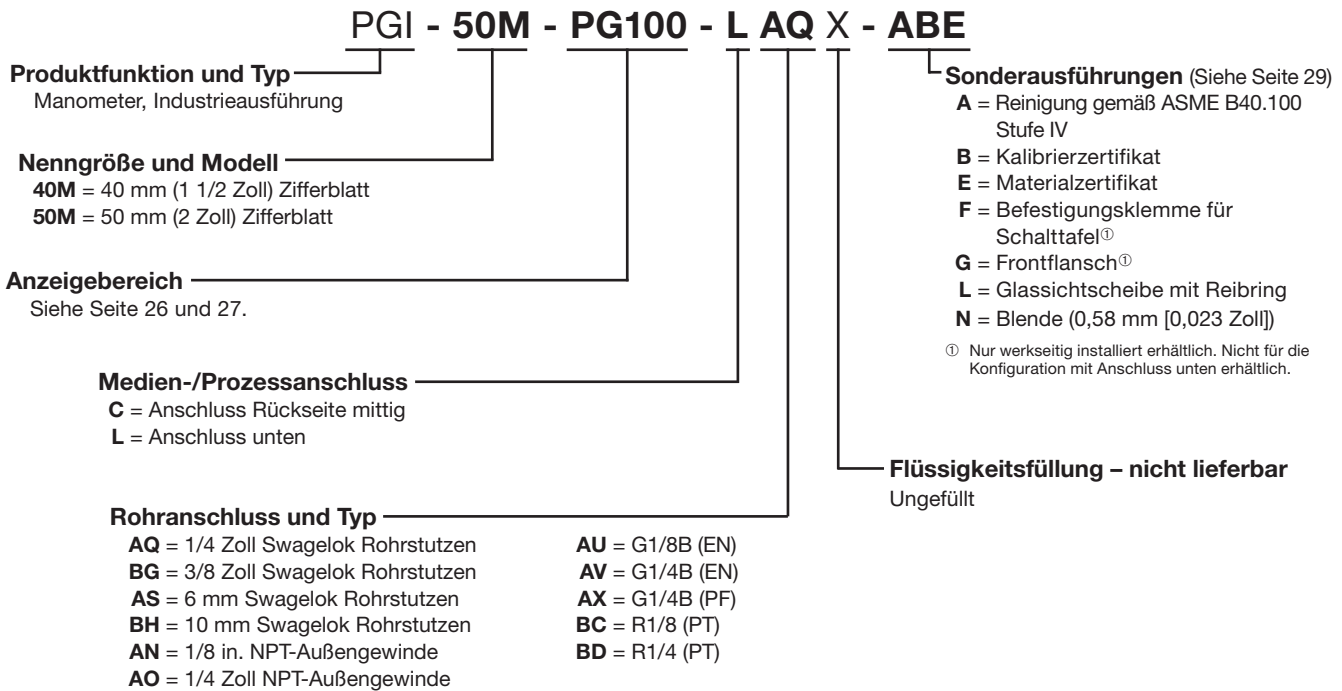 PGI - 50M - PG100 - L AQ X - ABE
Produktfunktion und Typ
Manometer, Industrieausführung
Nenngröße und Modell
40M = 40 mm (1 1/2 Zoll) Zifferblatt
50M = 50 mm (2 Zoll) Zifferblatt
Anzeigebereich
Siehe Seite 26 und 27.
Medien-/Prozessanschluss
C = Anschluss Rückseite mittig
L = Anschluss unten
Rohranschluss und Typ
AQ = 1/4 Zoll Swagelok Rohrstutzen
BG = 3/8 Zoll Swagelok Rohrstutzen
AS = 6 mm Swagelok Rohrstutzen
BH = 10 mm Swagelok Rohrstutzen
AN = 1/8 in. NPT-Außengewinde
AO = 1/4 Zoll NPT-Außengewinde
AU = G1/8B (EN)
AV = G1/4B (EN)
AX = G1/4B (PF)
BC = R1/8 (PT)
BD = R1/4 (PT)
Sonderausführungen (Siehe Seite 29)
A = Reinigung gemäß ASME B40.100
Stufe IV
B = Kalibrierzertifikat
E = Materialzertifikat
F = Befestigungsklemme für
Schalttafel①
G = Frontflansch①
L = Glassichtscheibe mit Reibring
N = Blende (0,58 mm [0,023 Zoll])
① Nur werkseitig installiert erhältlich. Nicht für die
Konfiguration mit Anschluss unten erhältlich.
Flüssigkeitsfüllung – nicht lieferbar
Ungefüllt